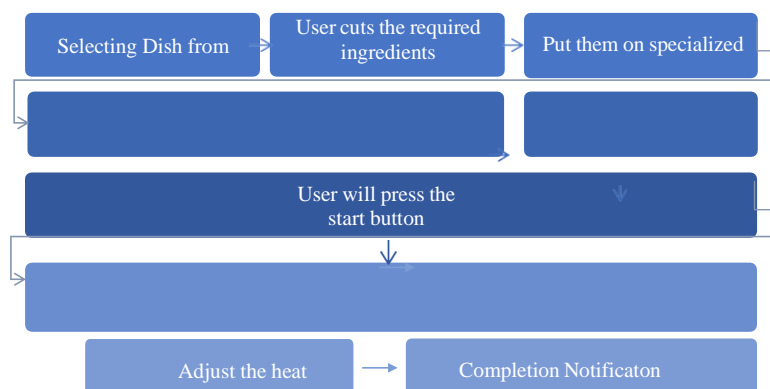 Selecting Dish from
User cuts the required
ingredients
Put them on specialized
User will press the
start button
Adjust the heat
Completion Notificaton